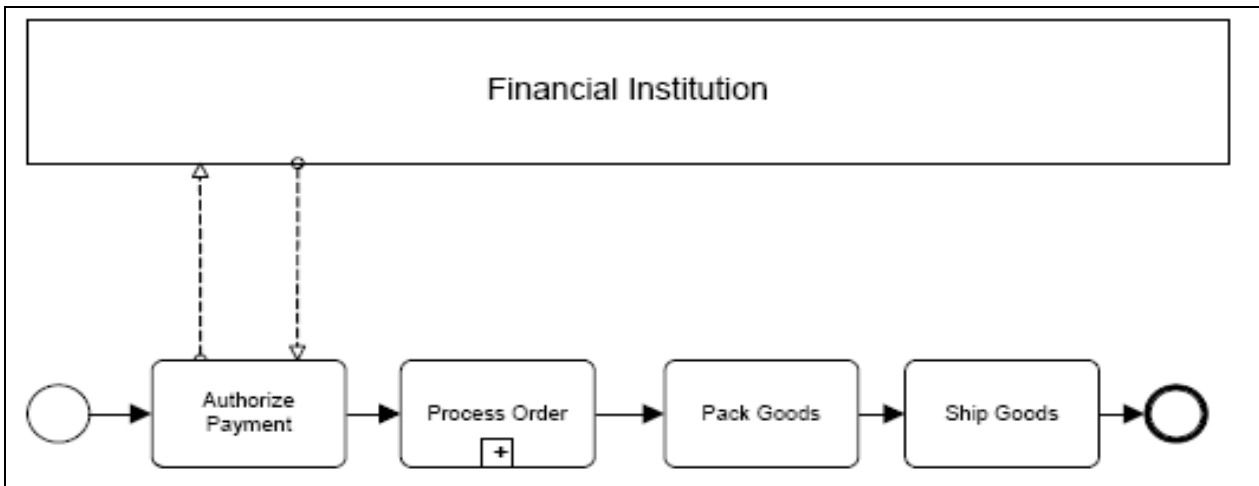 Financial Institution
Authorize
Payment
Process Order
+
Pack Goods
Ship Goods